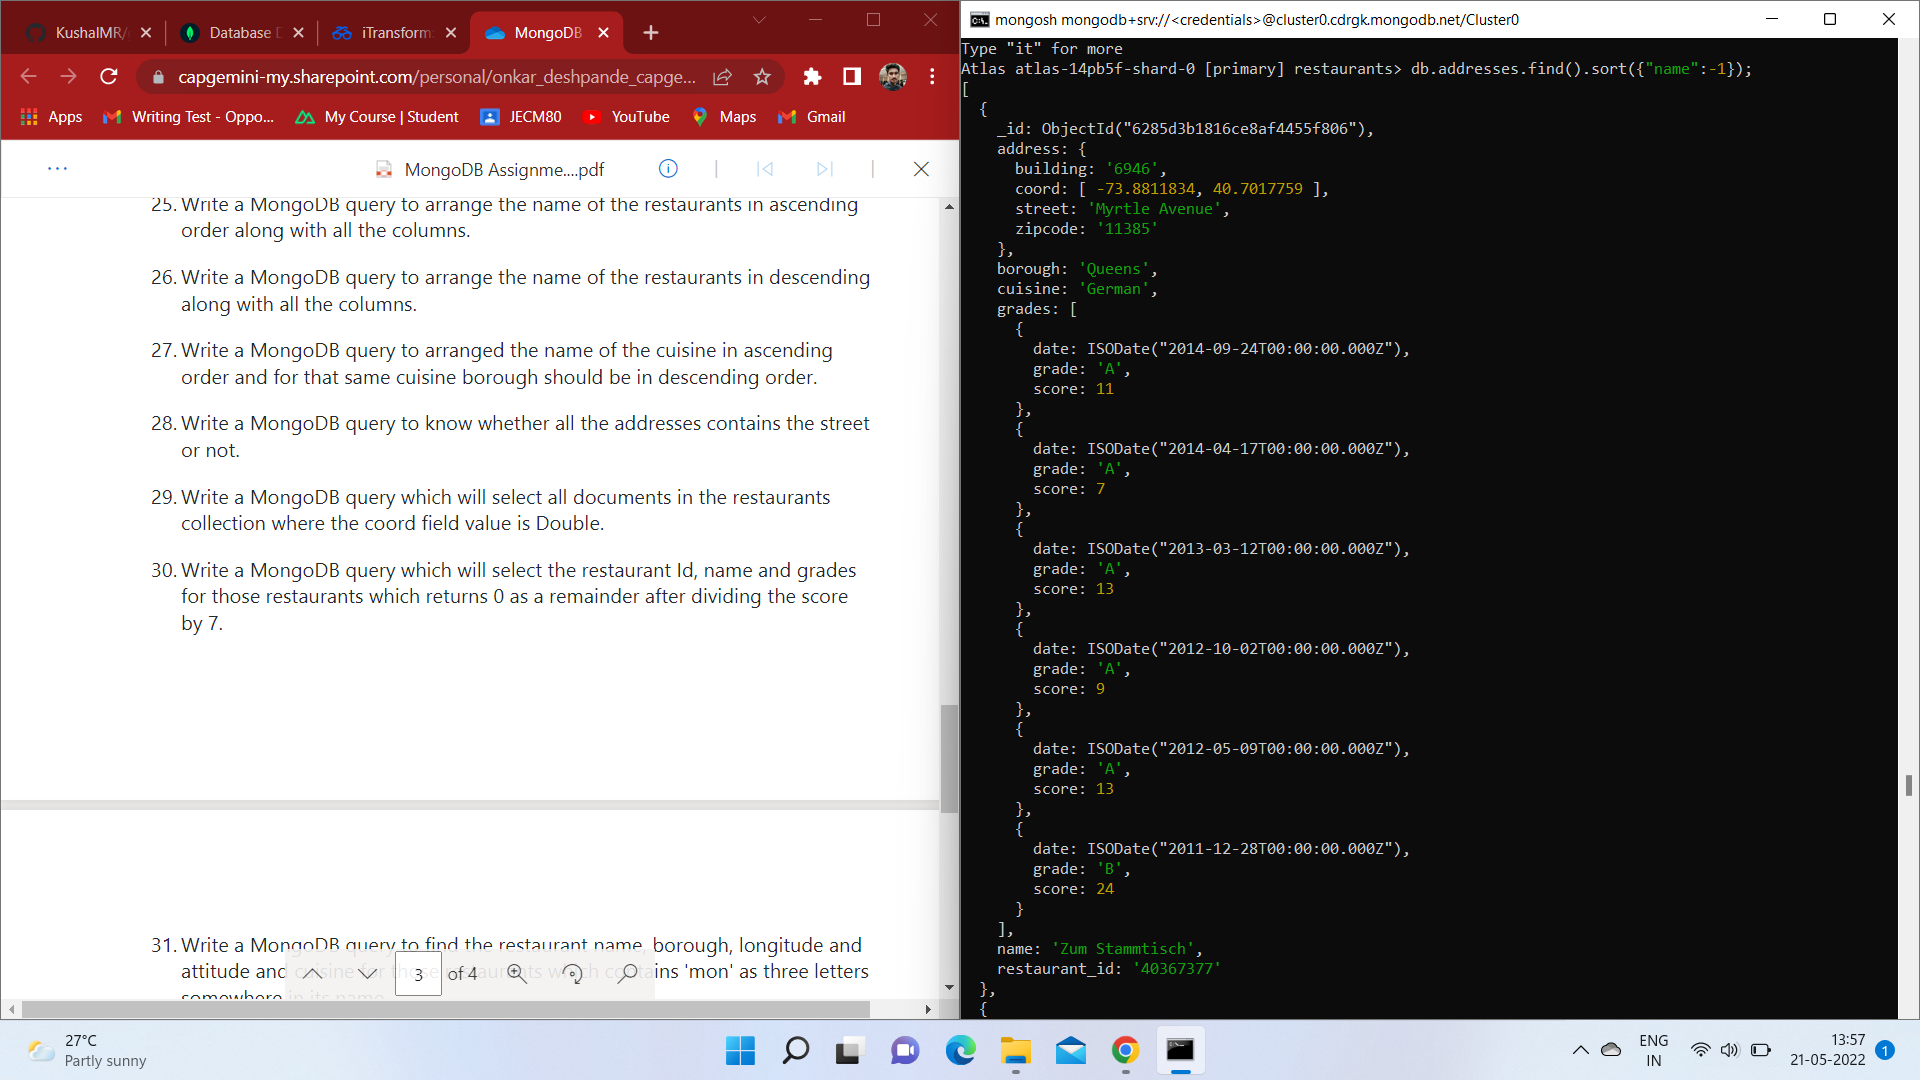 KushalMR/
Database D
iTransform
MongoDB
capgemini-my.sharepoint.com/personal/onkar_deshpande_capge...
Apps
Writing Test - Oppo...
My Course | Student
JECM80
YouTube
Maps
Gmail
MongoDB Assignme....pdf
25. Write a MongoDB query to arrange the name of the restaurants in ascending
order along with all the columns.
26. Write a MongoDB query to arrange the name of the restaurants in descending
along with all the columns.
27. Write a MongoDB query to arranged the name of the cuisine in ascending
order and for that same cuisine borough should be in descending order.
28. Write a MongoDB query to know whether all the addresses contains the street
or not.
29. Write a MongoDB query which will select all documents in the restaurants
collection where the coord field value is Double.
30. Write a MongoDB query which will select the restaurant Id, name and grades
for those restaurants which returns 0 as a remainder after dividing the score
by 7.
31. Write a MongoDB query to find the restaurant name, borough, longitude and
attitude and cuisine for those restaurants which contains 'mon' as three letters
somewhere in its name
3 of 4
mongosh mongodb+srv://<credentials>@cluster0.cdrgk.mongodb.net/Cluster0
Type "it" for more
Atlas atlas-14pb5f-shard-0 [primary] restaurants> db.addresses.find().sort({"name":-1});
[
{
_id: ObjectId("6285d3b1816ce8af4455f806"),
address: {
building: '6946',
coord: [ -73.8811834, 40.7017759 ],
street: 'Myrtle Avenue',
zipcode: '11385'
},
borough: 'Queens',
cuisine: 'German',
grades: [
{
date: ISODate("2014-09-24T00:00:00.000Z"),
grade: 'A',
score: 11
},
{
date: ISODate("2014-04-17T00:00:00.000Z"),
grade: 'A',
score: 7
},
{
date: ISODate("2013-03-12T00:00:00.000Z"),
grade: 'A',
score: 13
},
{
date: ISODate("2012-10-02T00:00:00.000Z"),
grade: 'A',
score: 9
},
{
date: ISODate("2012-05-09T00:00:00.000Z"),
grade: 'A',
score: 13
},
{
date: ISODate("2011-12-28T00:00:00.000Z"),
grade: 'B',
score: 24
}
],
name: 'Zum Stammtisch',
restaurant_id: '40367377'
},
{
27°C
Partly sunny
ENG
IN
13:57
21-05-2022
1